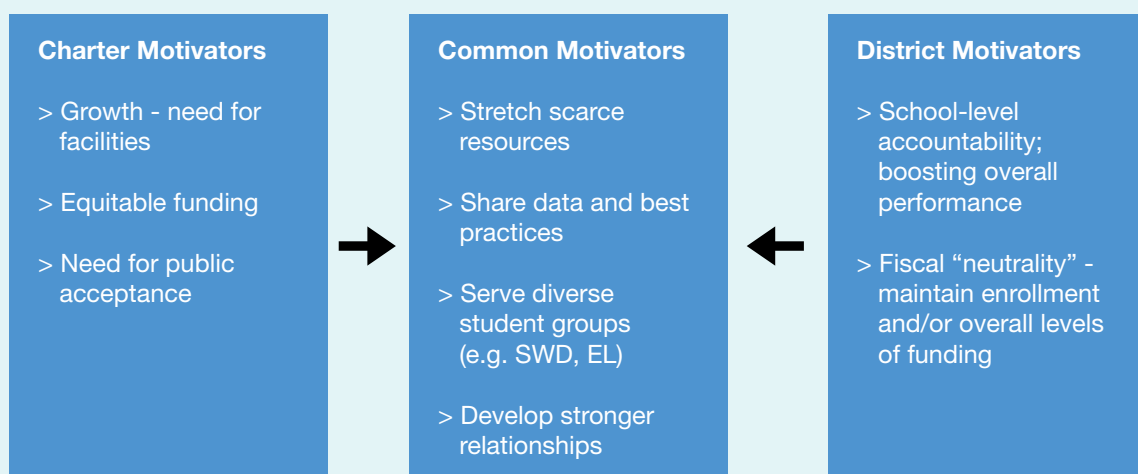 Charter Motivators
> Growth - need for
facilities
> Equitable funding
> Need for public
acceptance
Common Motivators
> Stretch scarce
resources
> Share data and best
practices
> Serve diverse
student groups
(e.g. SWD, EL)
> Develop stronger
relationships
District Motivators
> School-level
accountability;
boosting overall
performance
> Fiscal “neutrality” -
maintain enrollment
and/or overall levels
of funding